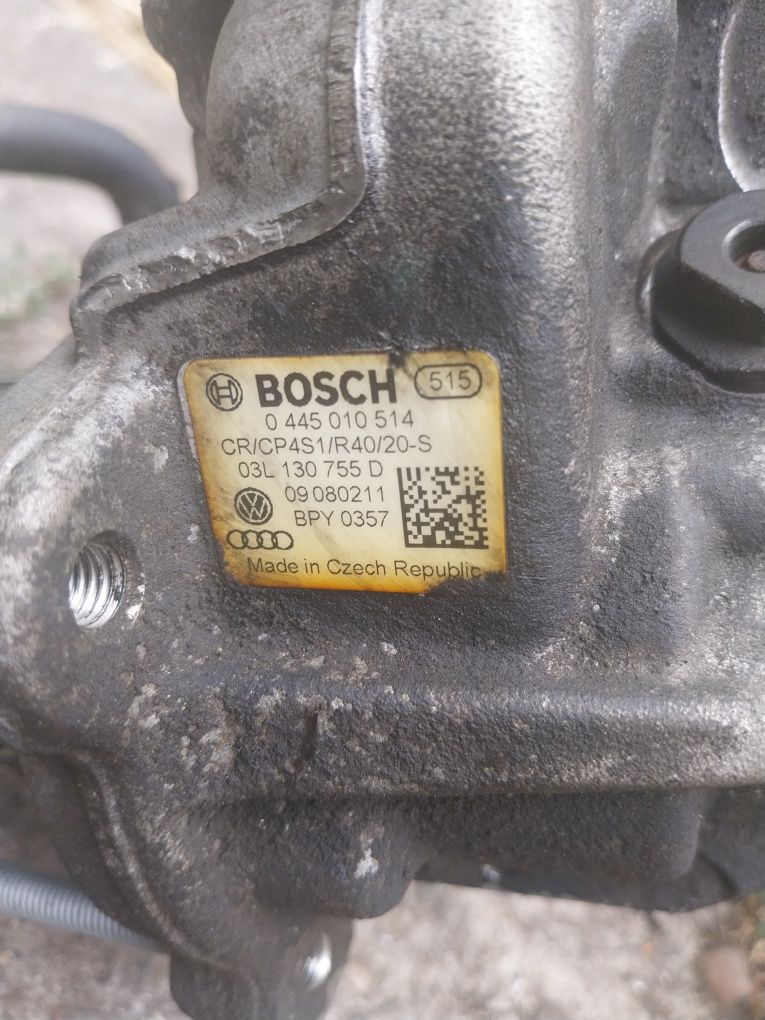 BOSCH 515
0 445 010 514
CR/CP4S1/R40/20-S
03L 130 755 D
09 080211
BPY 0357
Made in Czech Republic